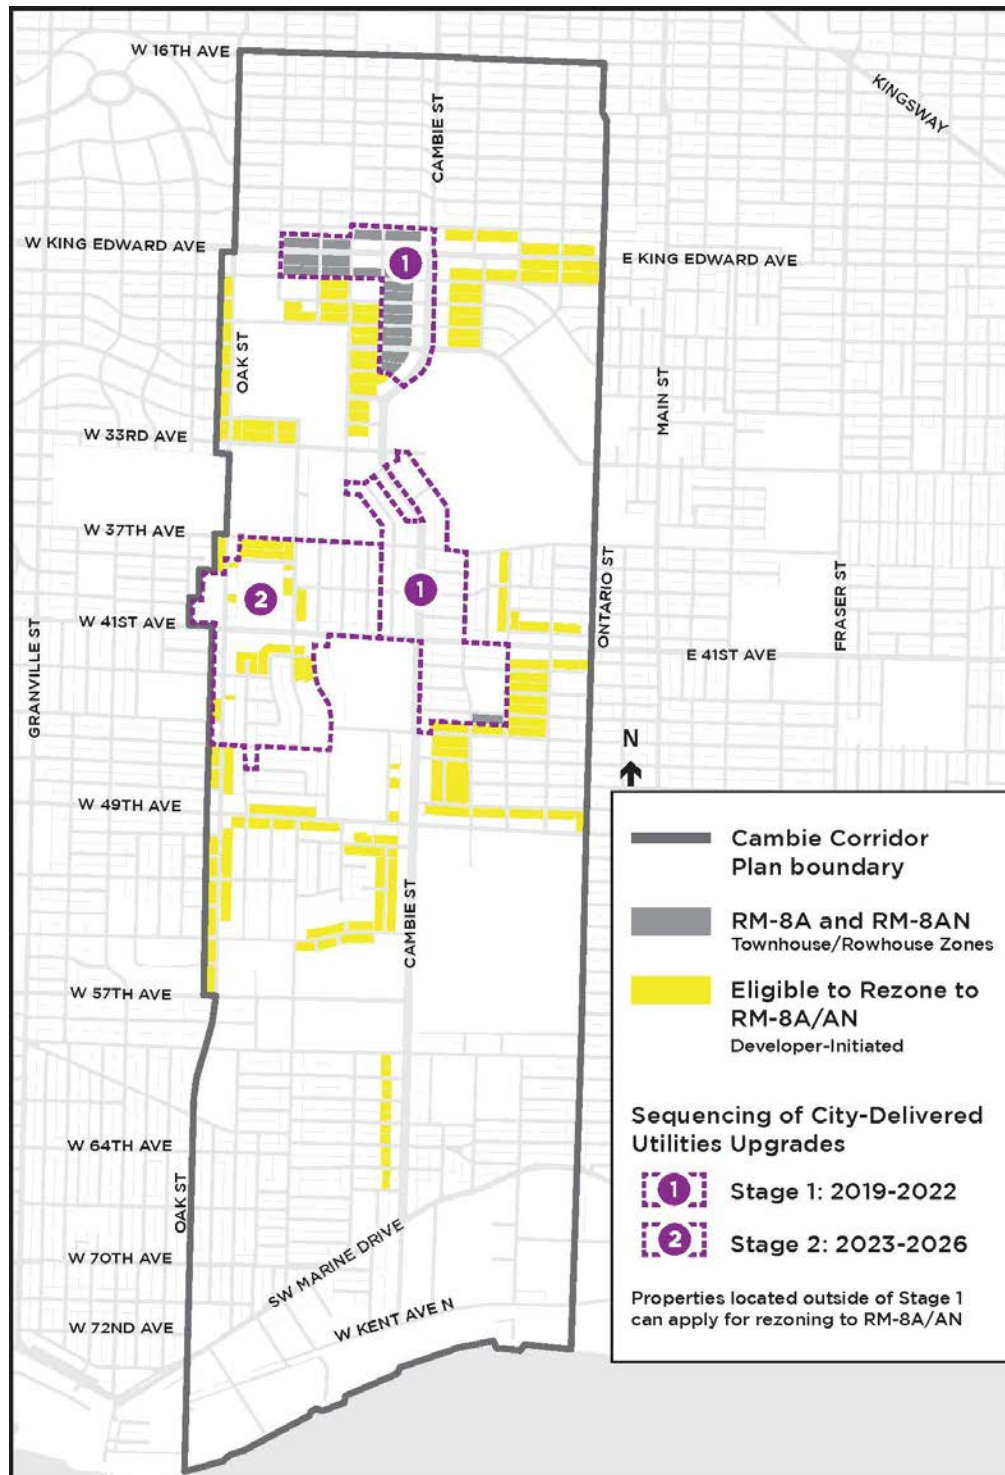 W 16TH AVE
CAMBIE ST
KINGSWAY
W KING EDWARD AVE
1
E KING EDWARD AVE
OAK ST
MAIN ST
W 33RD AVE
W 37TH AVE
2
1
ONTARIO ST
FRASER ST
W 41ST AVE
GRANVILLE ST
E 41ST AVE
N
W 49TH AVE
CAMBIE ST
W 57TH AVE
W 64TH AVE
OAK ST
W 70TH AVE
SW MARINE DRIVE
W 72ND AVE
W KENT AVE N
Cambie Corridor
Plan boundary
RM-8A and RM-8AN
Townhouse/Rowhouse Zones
Eligible to Rezone to
RM-8A/AN
Developer-Initiated
Sequencing of City-Delivered
Utilities Upgrades
1 Stage 1: 2019-2022
2 Stage 2: 2023-2026
Properties located outside of Stage 1
can apply for rezoning to RM-8A/AN